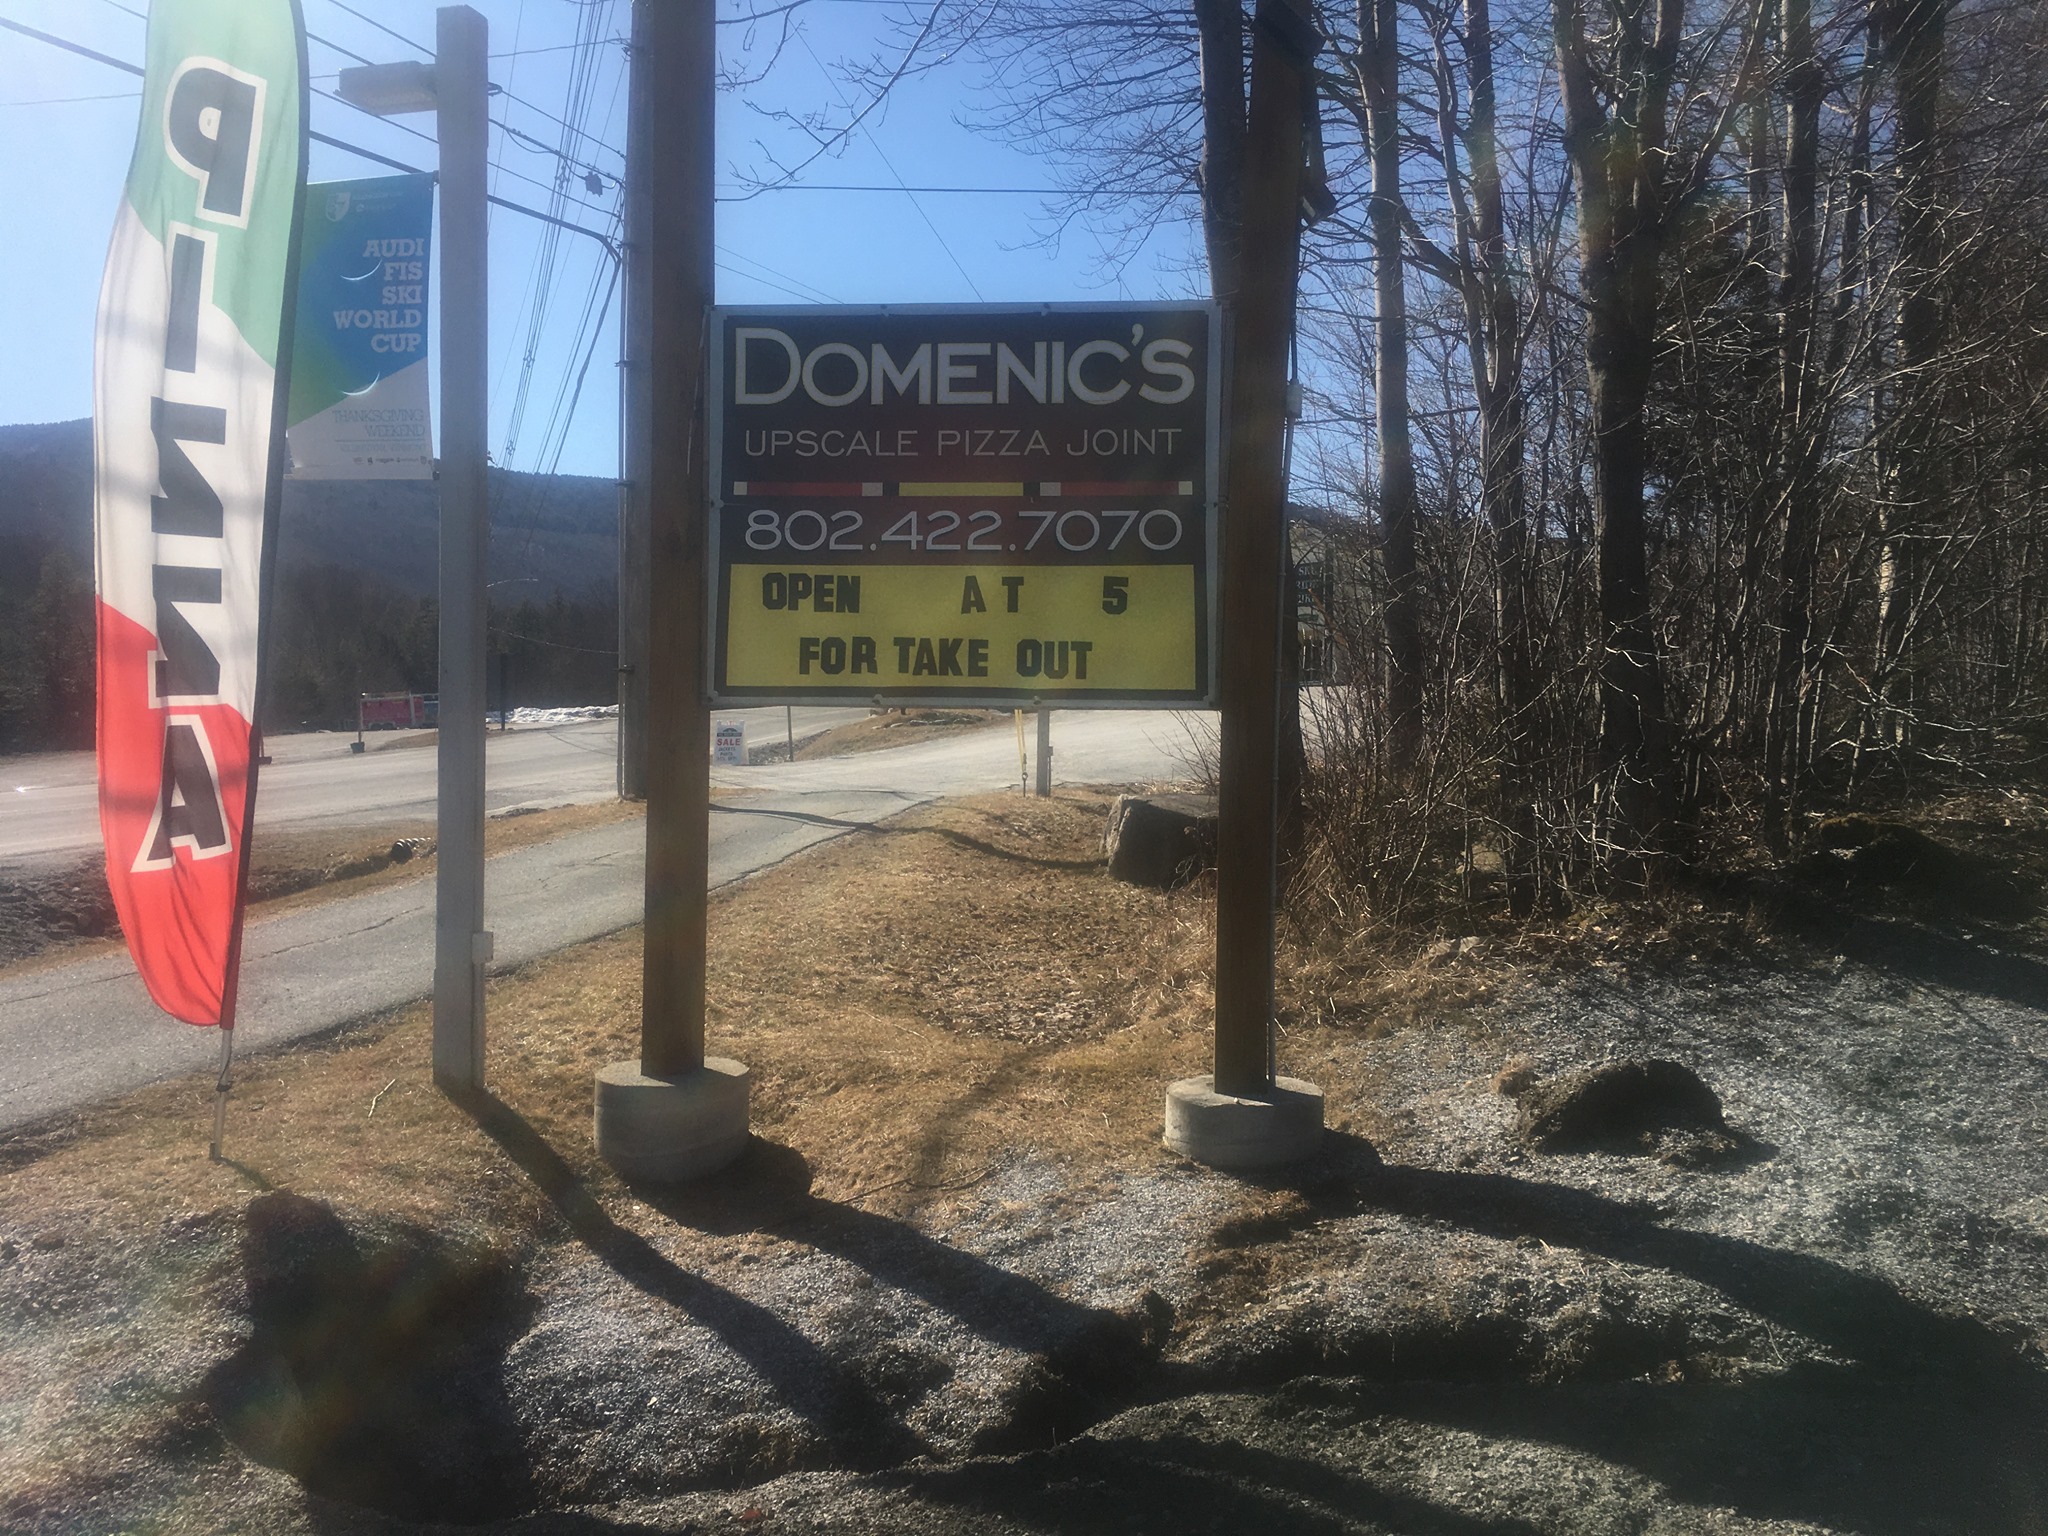 PIZZA
AUDI
FIS
SKI
WORLD
CUP
THANKSGIVING
WEEKEND
DOMENIC'S
UPSCALE PIZZA JOINT
802.422.7070
OPEN AT 5
FOR TAKE OUT
SALE